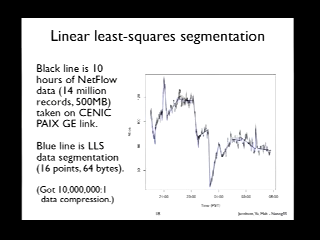 Linear least-squares segmentation
Black line is 10
hours of NetFlow
data (14 million
records, 500MB)
taken on CENIC
PAIX GE link.
Blue line is LLS
data segmentation
(16 points, 64 bytes).
(Got 10,000,000:1
data compression.)